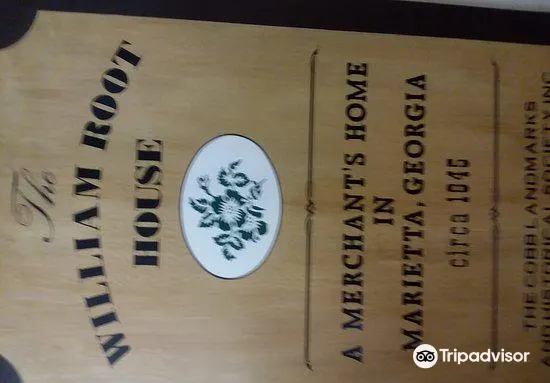 The
WILLIAM ROOT
HOUSE
A MERCHANT'S HOME
IN
MARIETTA, GEORGIA
circa 1845
THE COBB LANDMARKS
AND HISTORICAL SOCIETY, INC.
Tripadvisor